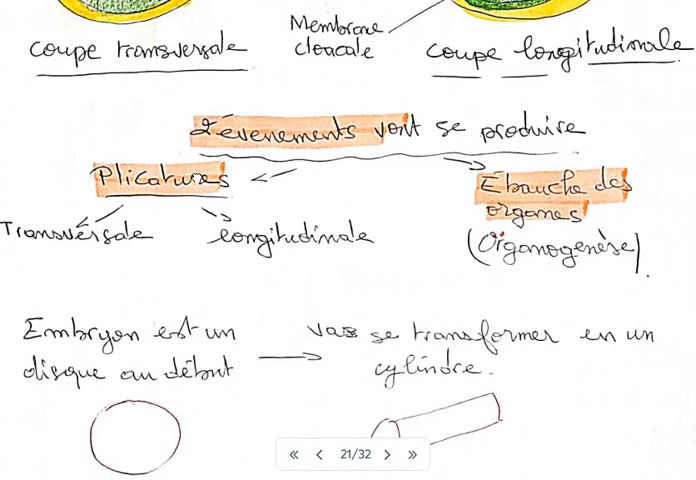 Membrane
cloacale
coupe transversale
coupe longitudinale
2 évenements vont se produire
Plicatures
Ebauche des
organes
(Organogenèse).
Transversale
longitudinale
Embryon est un
disque au début
va se transformer en un
cylindre.
21/32